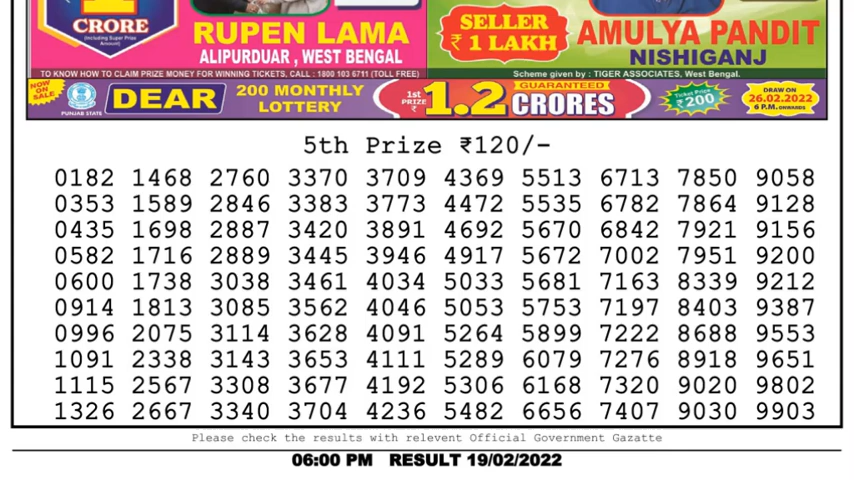 1
CRORE
(Including Super Prize Amount)
RUPEN LAMA
ALIPURDUAR , WEST BENGAL
SELLER
₹ 1 LAKH
AMULYA PANDIT
NISHIGANJ
TO KNOW HOW TO CLAIM PRIZE MONEY FOR WINNING TICKETS, CALL : 1800 103 6711 (TOLL FREE)
Scheme given by : TIGER ASSOCIATES, West Bengal.
NOW ON SALE
PUNJAB STATE
DEAR
200 MONTHLY LOTTERY
1st PRIZE ₹
1.2
GUARANTEED
CRORES
Ticket Price
₹200
DRAW ON
26.02.2022
6 P.M. ONWARDS
5th Prize ₹120/-
0182 1468 2760 3370 3709 4369 5513 6713 7850 9058
0353 1589 2846 3383 3773 4472 5535 6782 7864 9128
0435 1698 2887 3420 3891 4692 5670 6842 7921 9156
0582 1716 2889 3445 3946 4917 5672 7002 7951 9200
0600 1738 3038 3461 4034 5033 5681 7163 8339 9212
0914 1813 3085 3562 4046 5053 5753 7197 8403 9387
0996 2075 3114 3628 4091 5264 5899 7222 8688 9553
1091 2338 3143 3653 4111 5289 6079 7276 8918 9651
1115 2567 3308 3677 4192 5306 6168 7320 9020 9802
1326 2667 3340 3704 4236 5482 6656 7407 9030 9903
Please check the results with relevent Official Government Gazatte
06:00 PM RESULT 19/02/2022